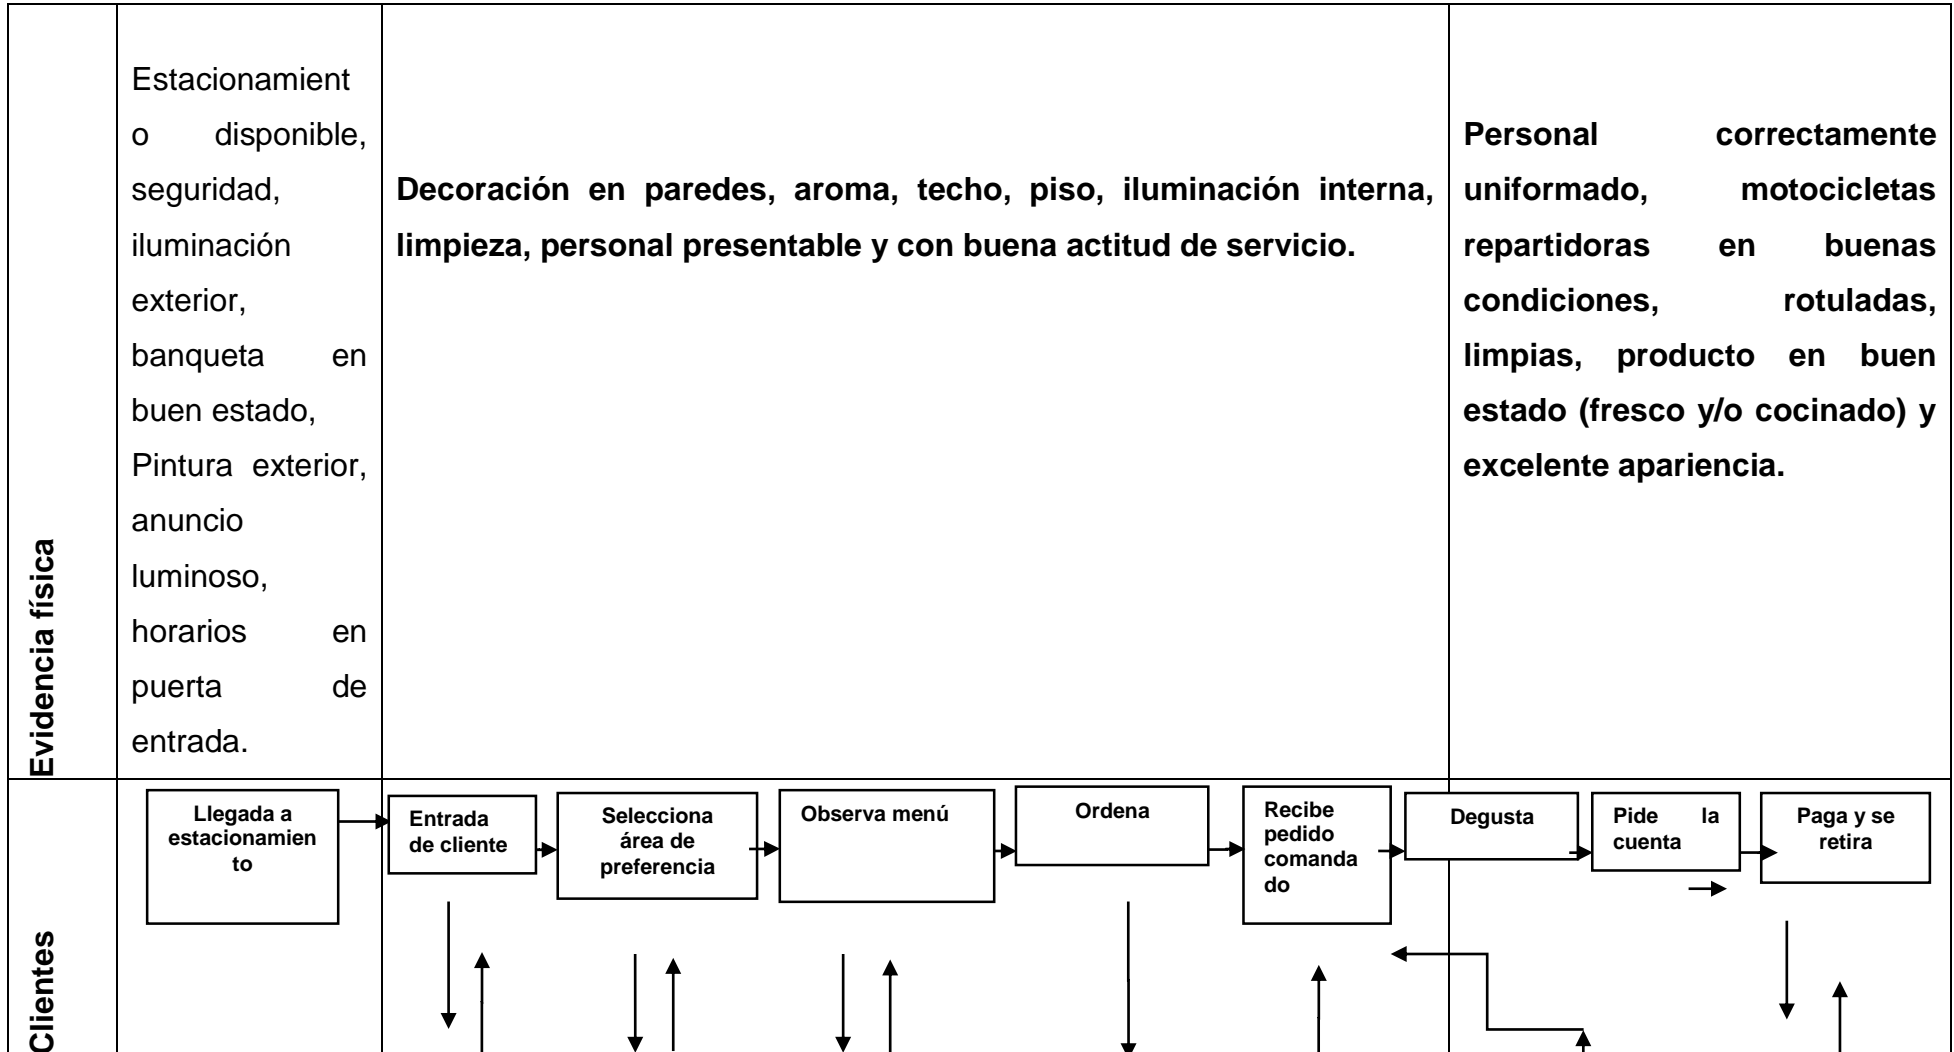 Evidencia física
Estacionamient
o disponible,
seguridad,
iluminación
exterior,
banqueta en
buen estado,
Pintura exterior,
anuncio
luminoso,
horarios en
puerta de
entrada.
Decoración en paredes, aroma, techo, piso, iluminación interna,
limpieza, personal presentable y con buena actitud de servicio.
Personal correctamente
uniformado, motocicletas
repartidoras en buenas
condiciones, rotuladas,
limpias, producto en buen
estado (fresco y/o cocinado) y
excelente apariencia.
Clientes
Llegada a
estacionamien
to
Entrada
de cliente
Selecciona
área de
preferencia
Observa menú
Ordena
Recibe
pedido
comanda
do
Degusta
Pide la
cuenta
Paga y se
retira